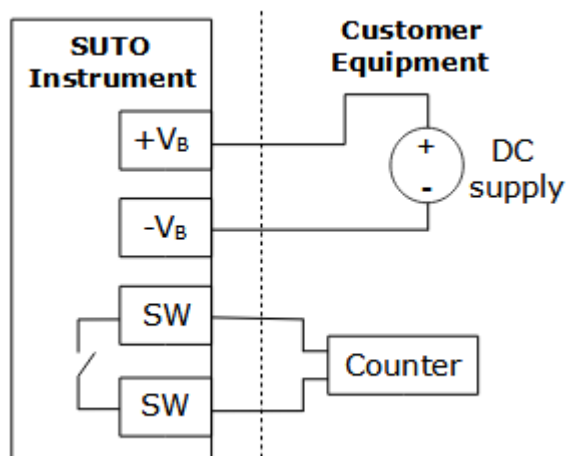 SUTO
Instrument
Customer
Equipment
+VB
-VB
+
-
DC
supply
SW
SW
Counter